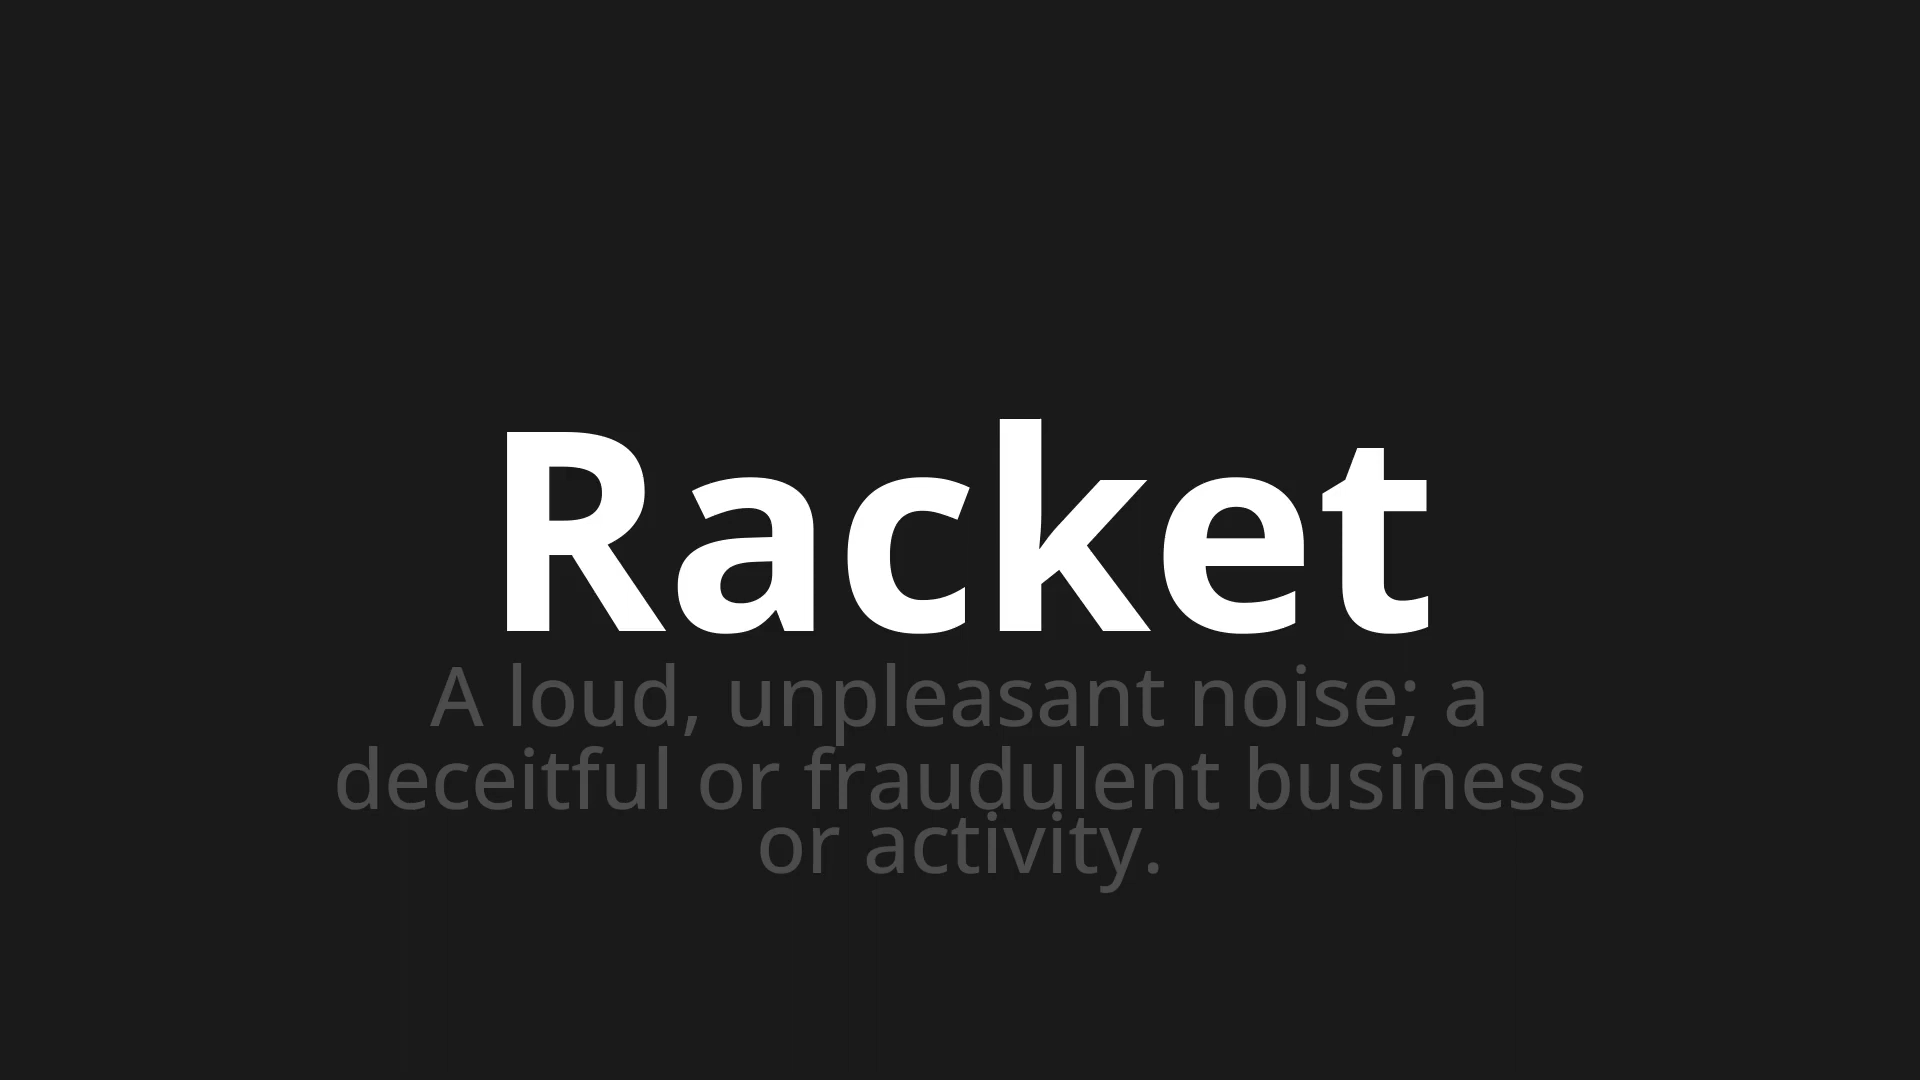 Racket
A loud, unpleasant noise; a
deceitful or fraudulent business
or activity.